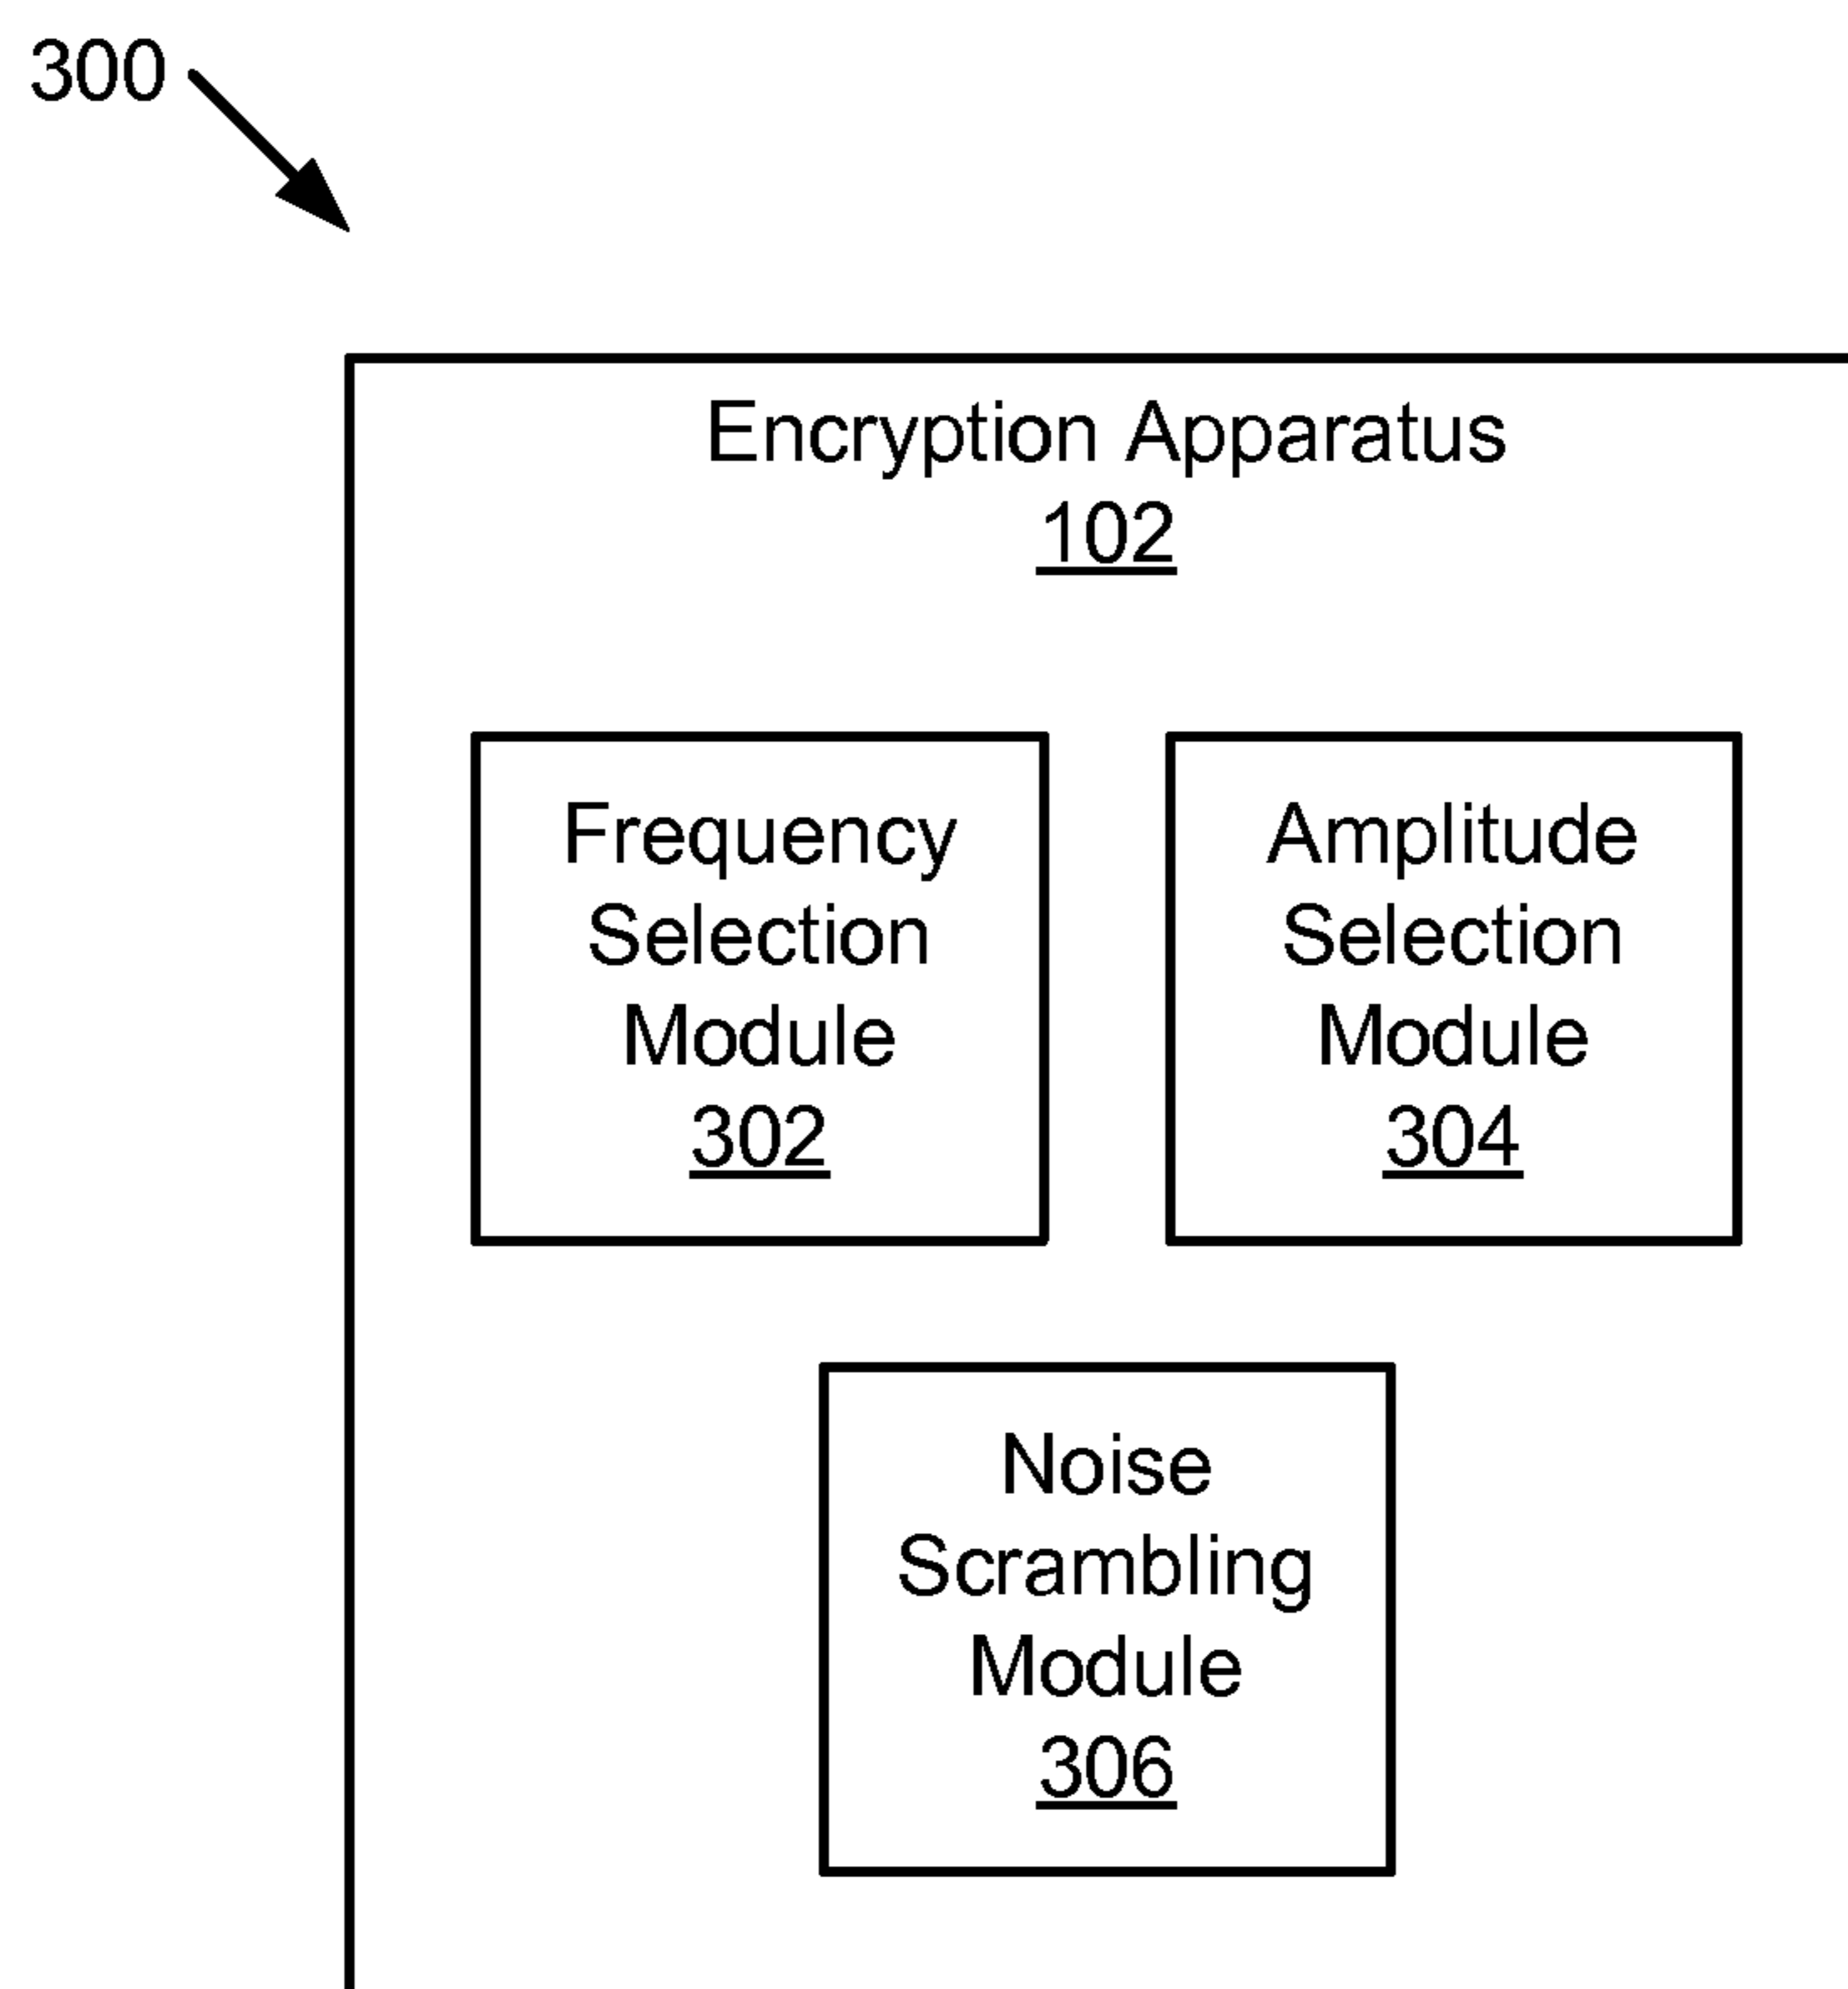 300
Encryption Apparatus
102
Frequency
Selection
Module
302
Amplitude
Selection
Module
304
Noise
Scrambling
Module
306